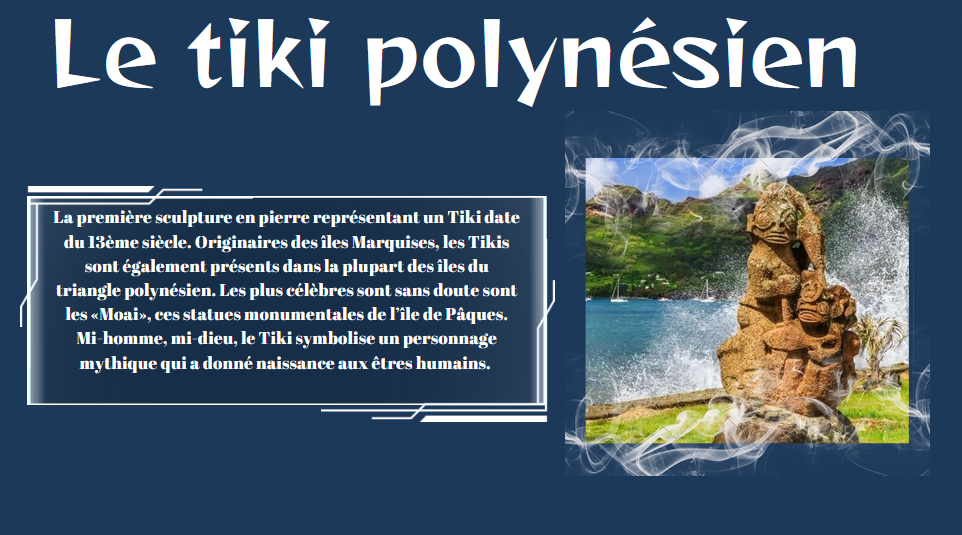 Le tiki polynésien
La première sculpture en pierre représentant un Tiki date
du 13ème siècle. Originaires des îles Marquises, les Tikis
sont également présents dans la plupart des îles du
triangle polynésien. Les plus célèbres sont sans doute sont
les «Moai», ces statues monumentales de l'île de Pâques.
Mi-homme, mi-dieu, le Tiki symbolise un personnage
mythique qui a donné naissance aux êtres humains.